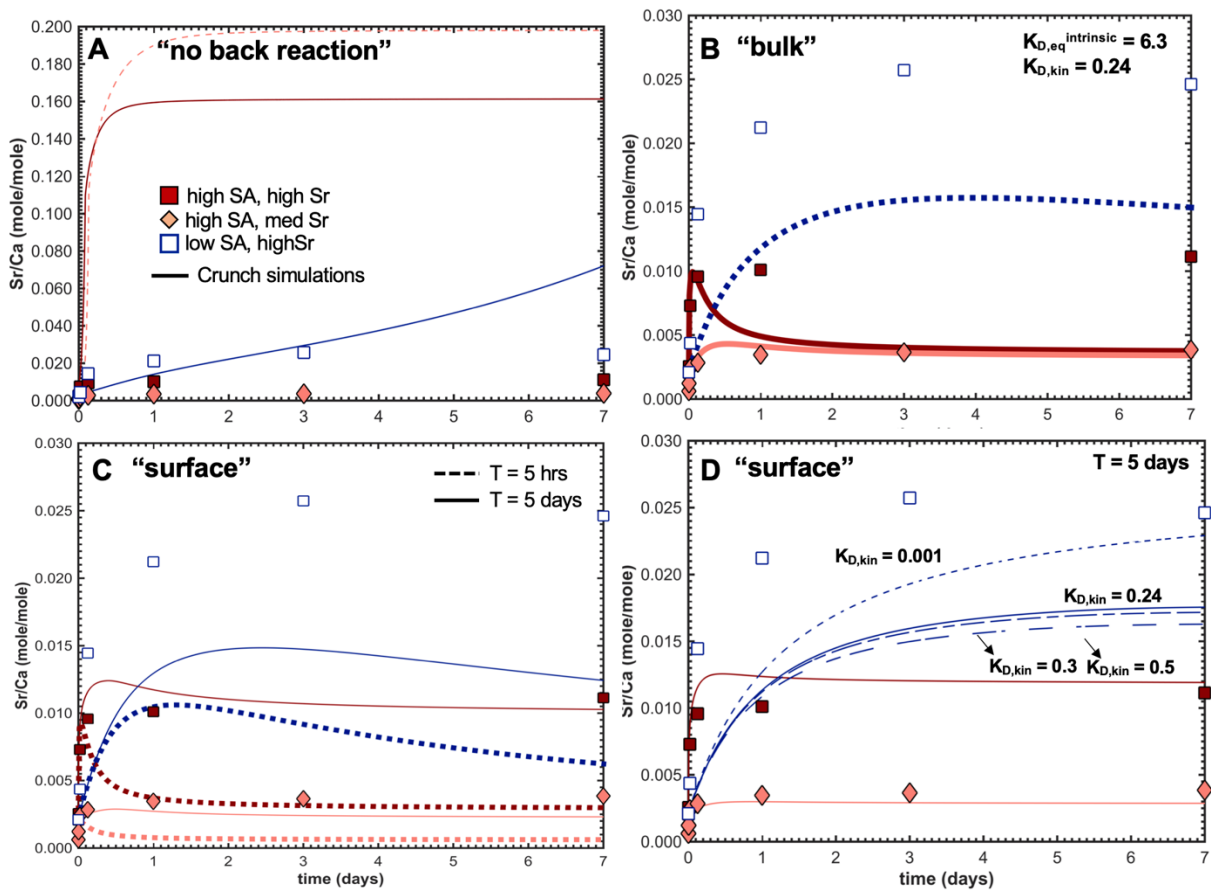 A "no back reaction"
Sr/Ca (mole/mole)
0.200
0.180
0.160
0.140
0.120
0.100
0.080
0.060
0.040
0.020
0.000
high SA, high Sr
high SA, med Sr
low SA, highSr
Crunch simulations
0 1 2 3 4 5 6 7
B "bulk"
K_D,eq^intrinsic = 6.3
K_D,kin = 0.24
Sr/Ca (mole/mole)
0.030
0.025
0.020
0.015
0.010
0.005
0.000
0 1 2 3 4 5 6 7
C "surface"
T = 5 hrs
T = 5 days
Sr/Ca (mole/mole)
0.030
0.025
0.020
0.015
0.010
0.005
0.000
0 1 2 3 4 5 6 7
time (days)
D "surface"
T = 5 days
K_D,kin = 0.001
K_D,kin = 0.24
K_D,kin = 0.3
K_D,kin = 0.5
Sr/Ca (mole/mole)
0.030
0.025
0.020
0.015
0.010
0.005
0.000
0 1 2 3 4 5 6 7
time (days)